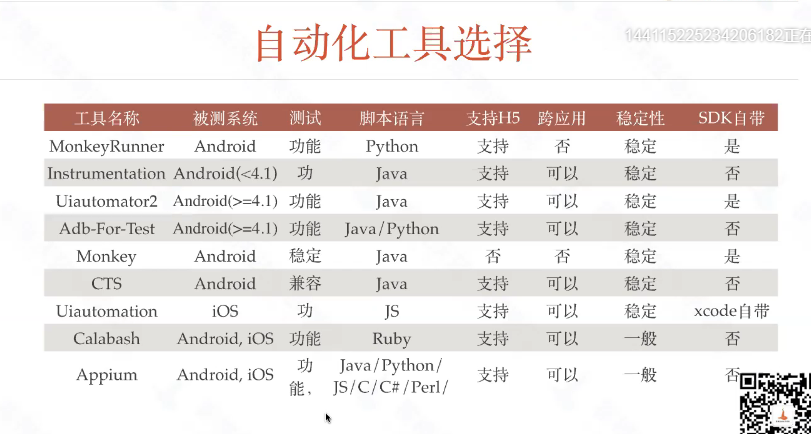 自动化工具选择
144115225234206182正在
工具名称 被测系统 测试 脚本语言 支持H5 跨应用 稳定性 SDK自带
MonkeyRunner Android 功能 Python 支持 否 稳定 是
Instrumentation Android(<4.1) 功 Java 支持 可以 稳定 否
Uiautomator2 Android(>=4.1) 功能 Java 支持 可以 稳定 是
Adb-For-Test Android(>=4.1) 功能 Java/Python 支持 可以 稳定 否
Monkey Android 稳定 Java 否 否 稳定 是
CTS Android 兼容 Java 支持 可以 稳定 否
Uiautomation iOS 功 JS 支持 可以 稳定 xcode自带
Calabash Android, iOS 功能 Ruby 支持 可以 一般 否
Appium Android, iOS 功能, Java/Python/JS/C/C#/Perl/ 支持 可以 一般 否